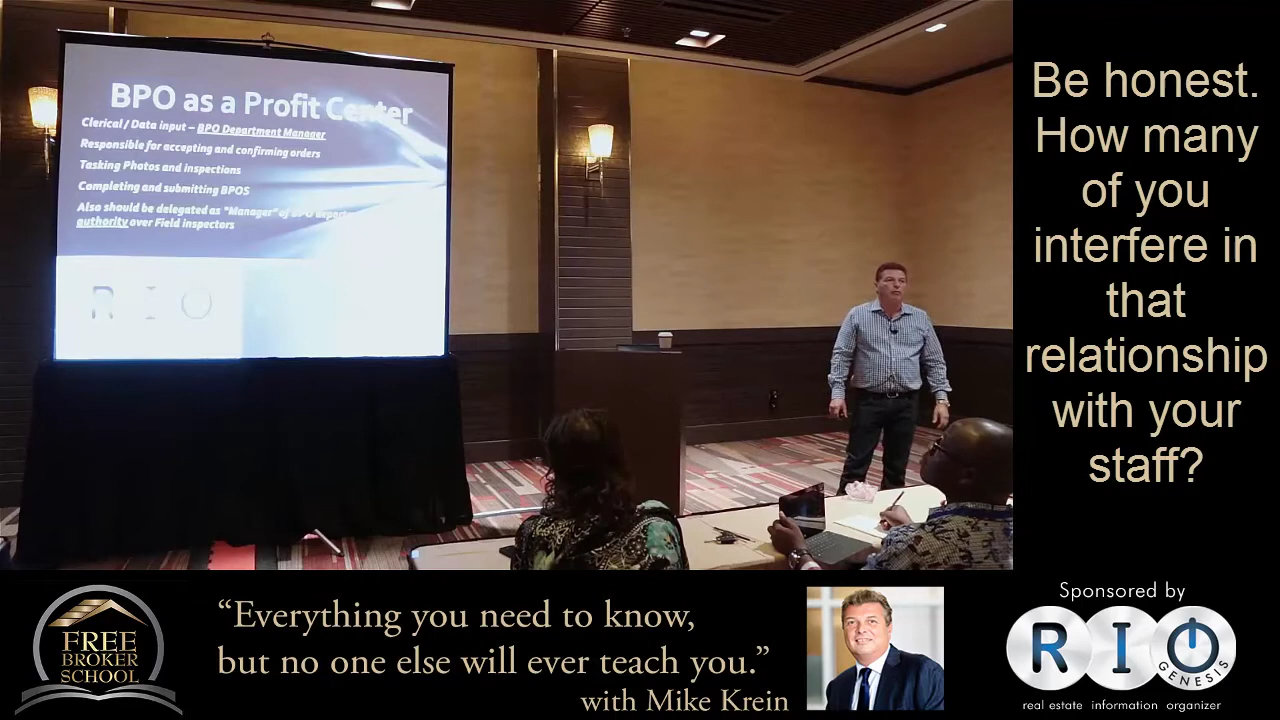 BPO as a Profit Center
Clerical / Data input – BPO Department Manager
Responsible for accepting and confirming orders
Tasking Photos and inspections
Completing and submitting BPOS
Also should be delegated as "Manager" of BPO
authority over Field inspectors
R I O
Be honest.
How many
of you
interfere in
that
relationship
with your
staff?
FREE
BROKER
SCHOOL
“Everything you need to know,
but no one else will ever teach you.”
with Mike Krein
Sponsored by
R I O
GENESIS
real estate information organizer